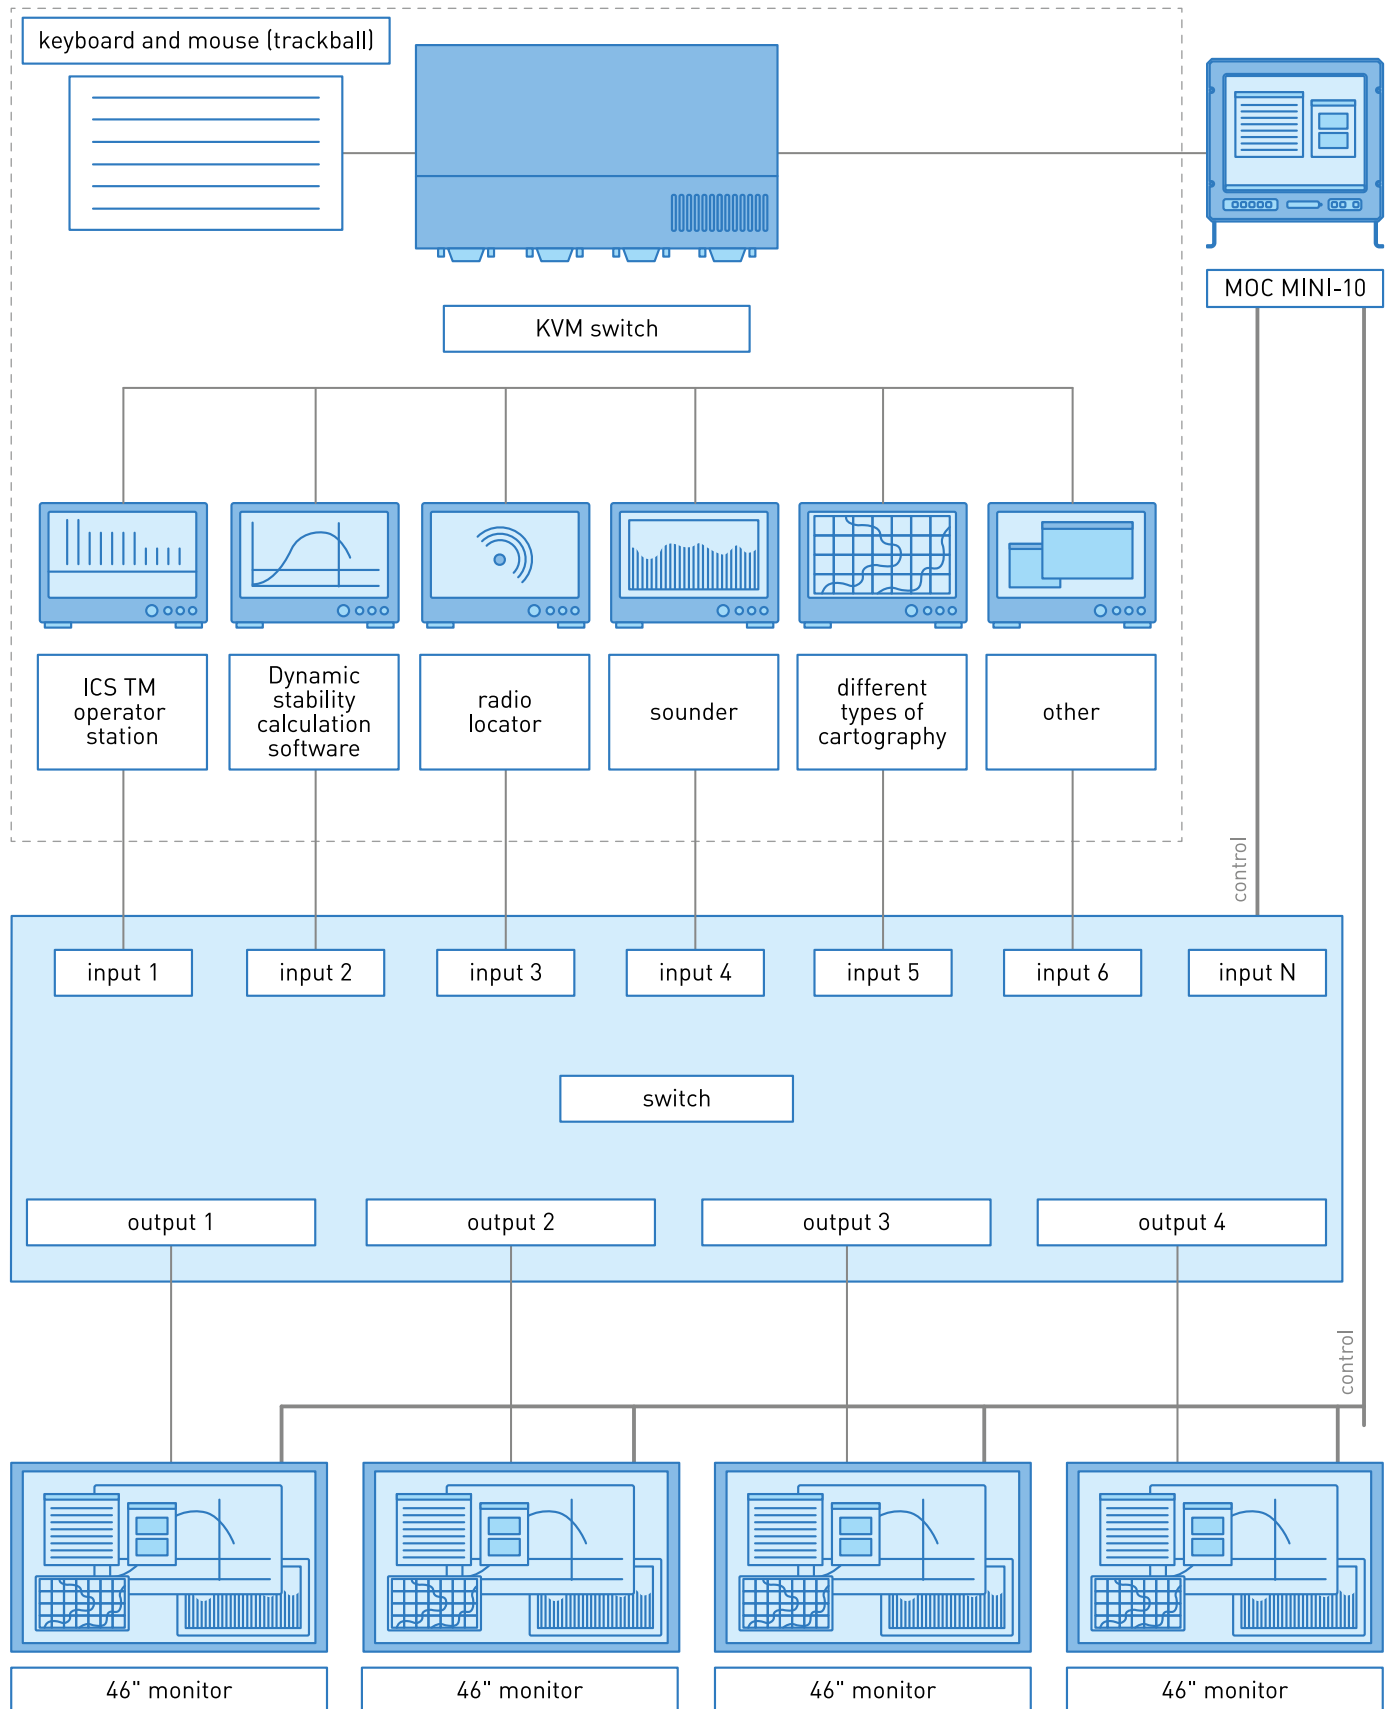 keyboard and mouse (trackball)
MOC MINI-10
KVM switch
ICS TM
operator
station
Dynamic
stability
calculation
software
radio
locator
sounder
different
types of
cartography
other
control
input 1
input 2
input 3
input 4
input 5
input 6
input N
switch
output 1
output 2
output 3
output 4
control
46" monitor
46" monitor
46" monitor
46" monitor